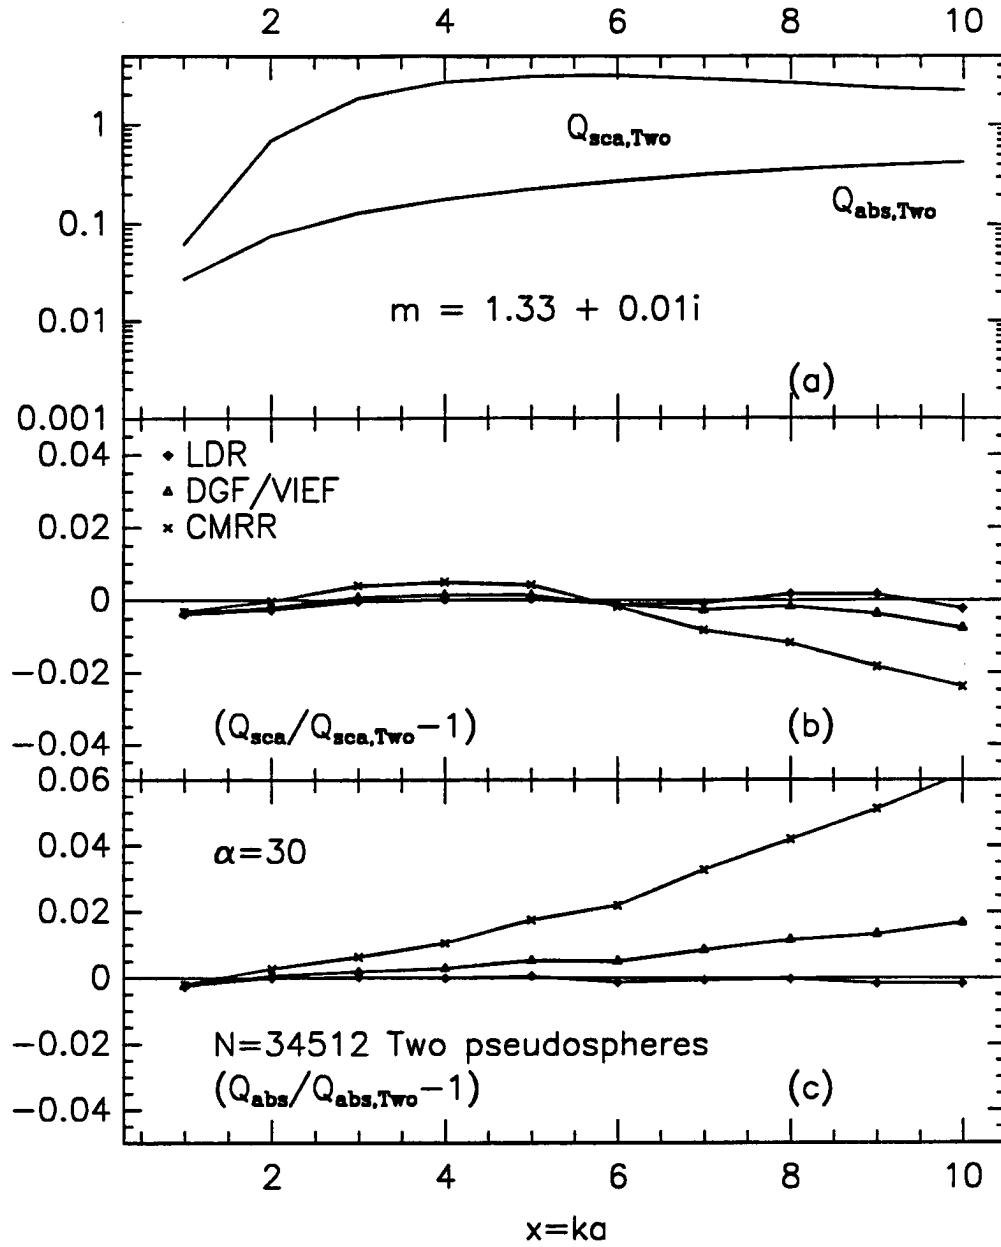 2 4 6 8 10
1
0.1
0.01
0.001
Q_sca,Two
Q_abs,Two
m = 1.33 + 0.01i
(a)
0.04
0.02
0
−0.02
−0.04
LDR
DGF/VIEF
CMRR
(Q_sca/Q_sca,Two−1)
(b)
0.06
0.04
0.02
0
−0.02
−0.04
α=30
N=34512 Two pseudospheres
(Q_abs/Q_abs,Two−1)
(c)
2 4 6 8 10
x=ka